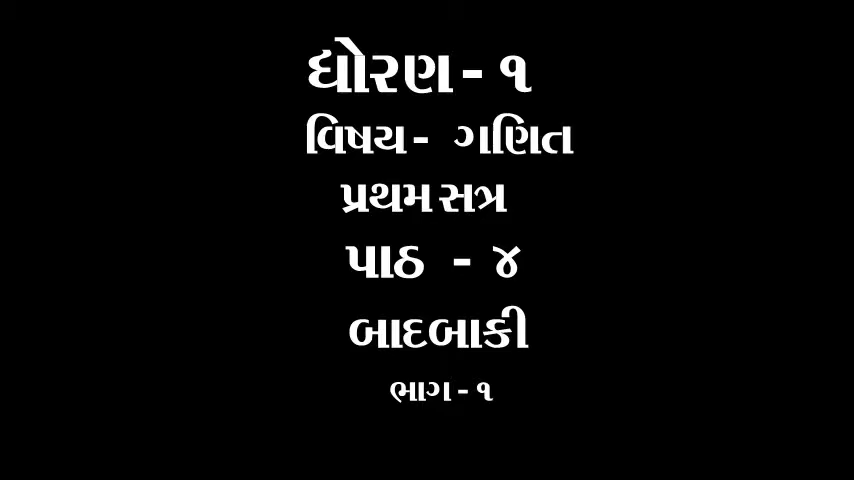 ધોરણ - ૧
વિષય - ગણિત
પ્રથમ સત્ર
પાઠ - ૪
બાદબાકી
ભાગ - ૧